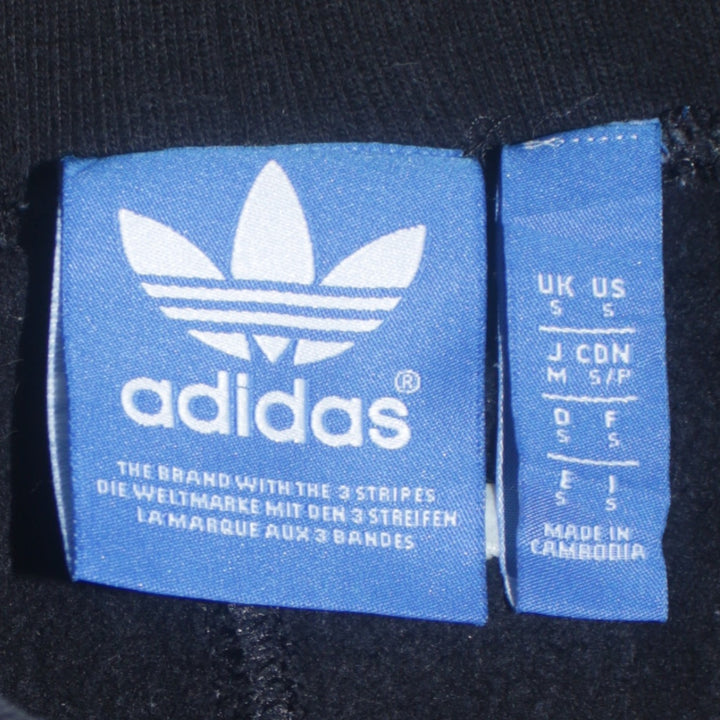 adidas®
THE BRAND WITH THE 3 STRIPES
DIE WELTMARKE MIT DEN 3 STREIFEN
LA MARQUE AUX 3 BANDES
UK US
S S
J CDN
M S/P
D F
S S
E I
S S
MADE IN
CAMBODIA